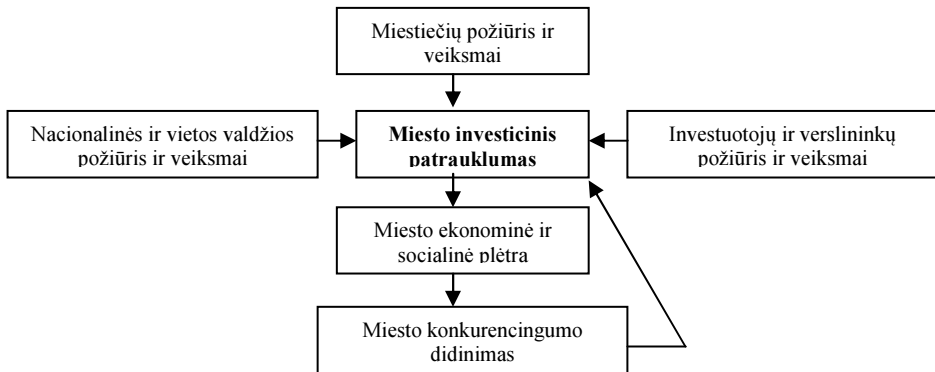 Miestiečių požiūris ir
veiksmai
Nacionalinės ir vietos valdžios
požiūris ir veiksmai
Miesto investicinis
patrauklumas
Investuotojų ir verslininkų
požiūris ir veiksmai
Miesto ekonominė ir
socialinė plėtra
Miesto konkurencingumo
didinimas